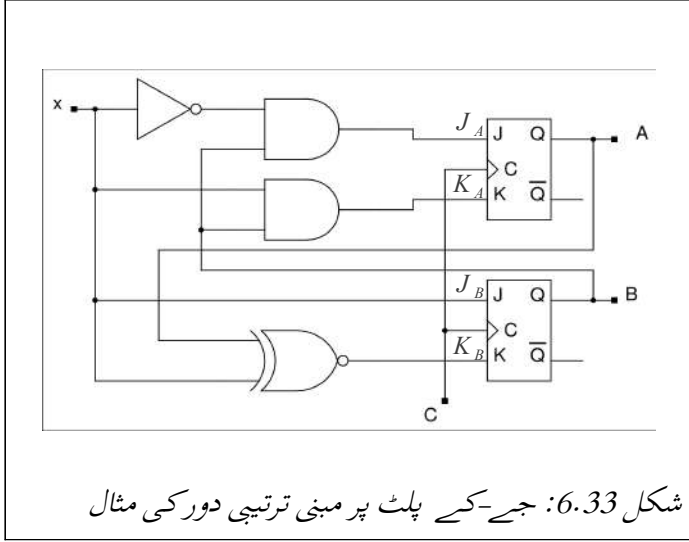 x
J_A J Q A
C
K_A K Q̅
J_B J Q B
C
K_B K Q̅
C
شکل 6.33: جے-کے پلٹ پر مبنی ترتیبی دور کی مثال